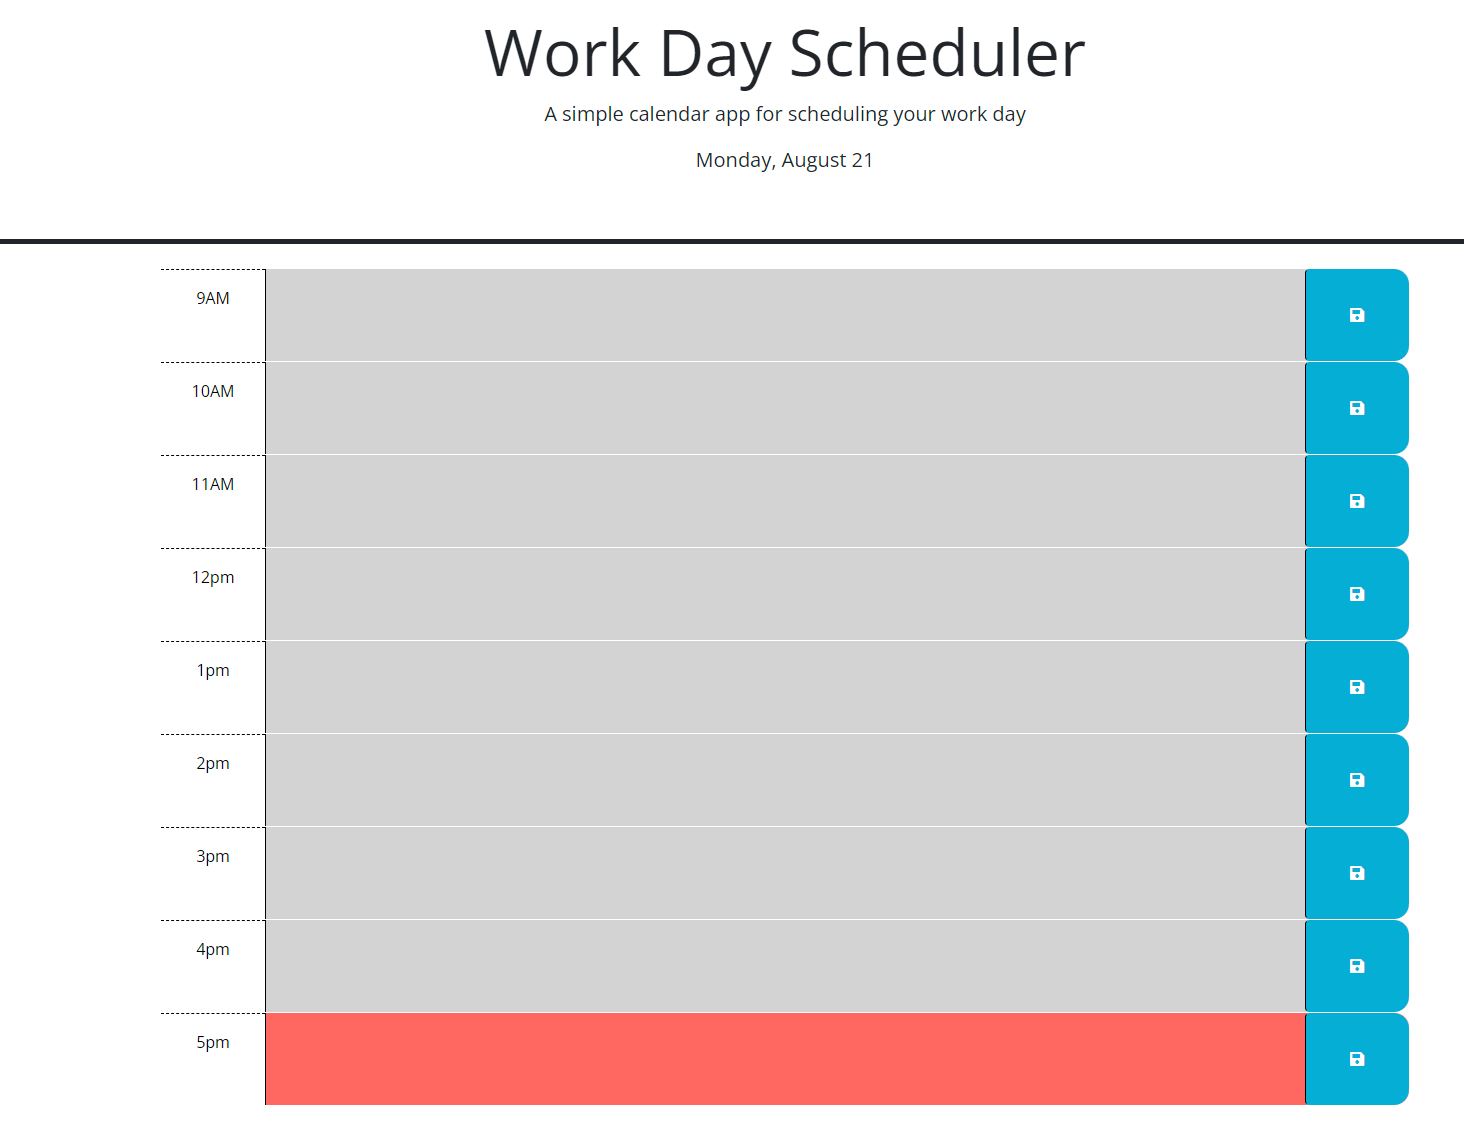 Work Day Scheduler
A simple calendar app for scheduling your work day
Monday, August 21
9AM
10AM
11AM
12pm
1pm
2pm
3pm
4pm
5pm